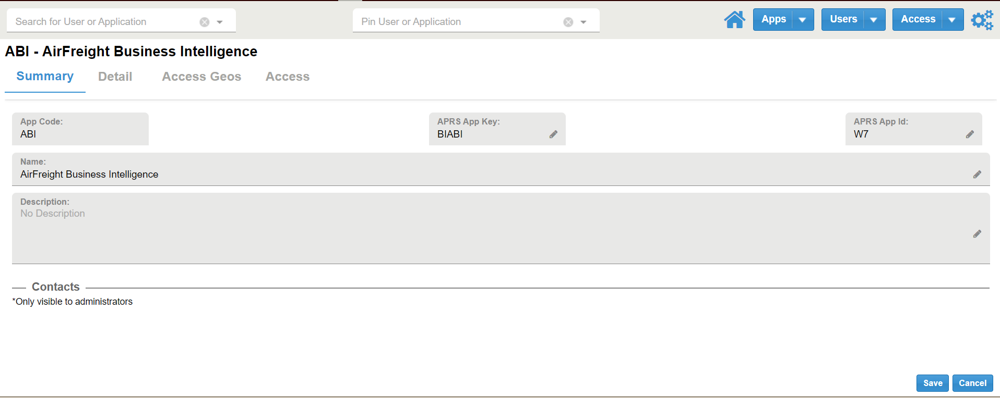 Search for User or Application
Pin User or Application
Apps
Users
Access
ABI - AirFreight Business Intelligence
Summary
Detail
Access Geos
Access
App Code:
ABI
APRS App Key:
BIABI
APRS App Id:
W7
Name:
AirFreight Business Intelligence
Description:
No Description
Contacts
*Only visible to administrators
Save
Cancel